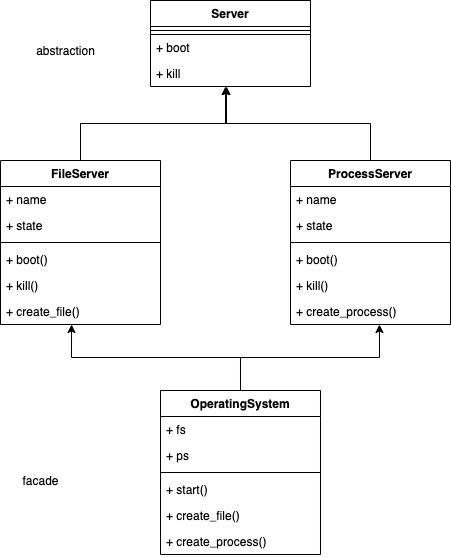 Server
abstraction
+ boot
+ kill
FileServer
+ name
+ state
+ boot()
+ kill()
+ create_file()
ProcessServer
+ name
+ state
+ boot()
+ kill()
+ create_process()
OperatingSystem
+ fs
+ ps
facade
+ start()
+ create_file()
+ create_process()